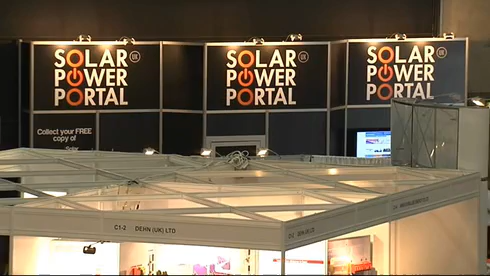 SOLAR
POWER
PORTAL
UK
SOLAR
POWER
PORTAL
UK
SOLAR
POWER
PORTAL
UK
Collect your FREE
copy of
Solar
C1-2 DEHN (UK) LTD